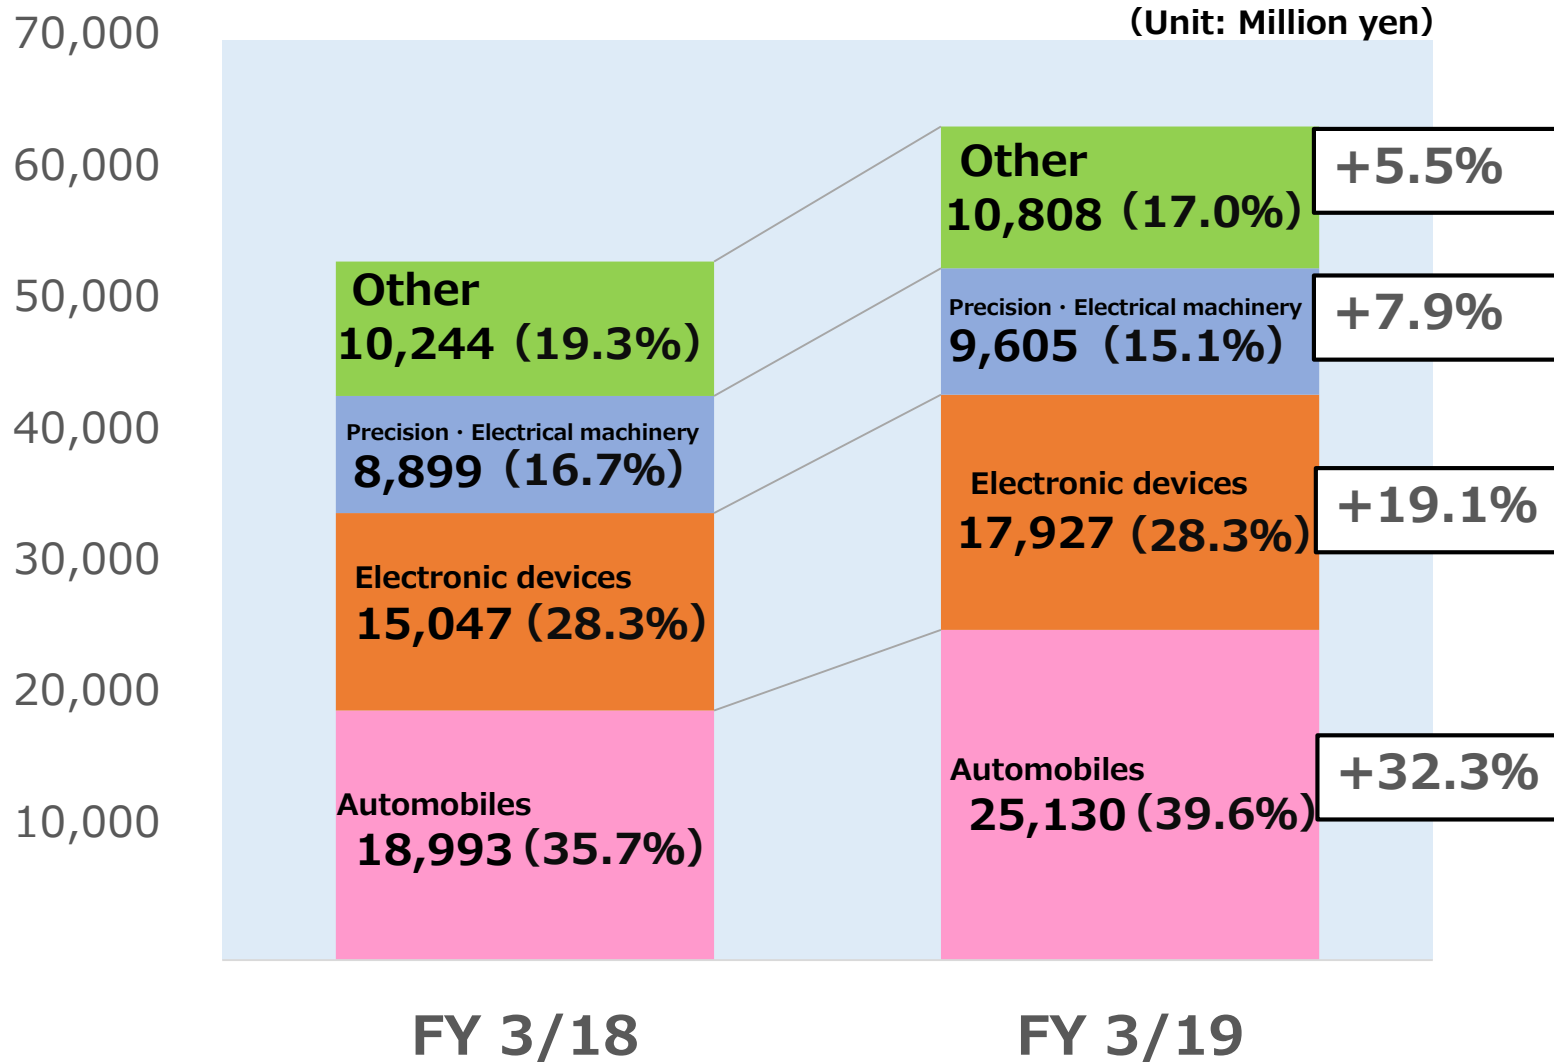 (Unit: Million yen)
70,000
60,000
50,000
40,000
30,000
20,000
10,000
Other
10,244 (19.3%)
Precision・Electrical machinery
8,899 (16.7%)
Electronic devices
15,047 (28.3%)
Automobiles
18,993 (35.7%)
Other
10,808 (17.0%)
Precision・Electrical machinery
9,605 (15.1%)
Electronic devices
17,927 (28.3%)
Automobiles
25,130 (39.6%)
+5.5%
+7.9%
+19.1%
+32.3%
FY 3/18
FY 3/19